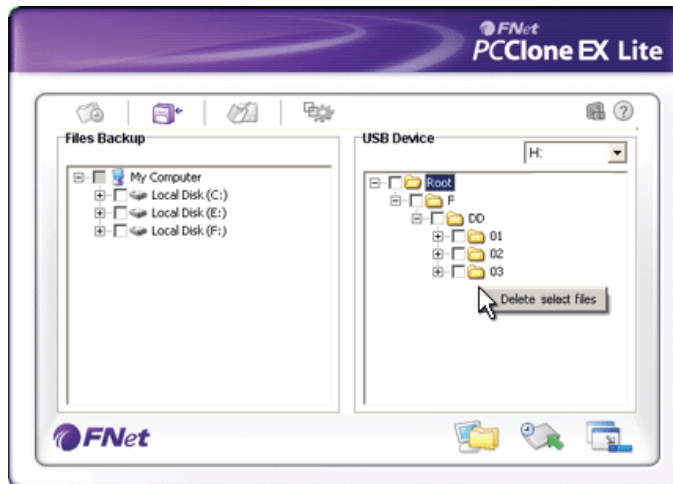 FNet
PCClone EX Lite
Files Backup
My Computer
Local Disk (C:)
Local Disk (E:)
Local Disk (F:)
USB Device
H:
Root
F
DD
01
02
03
Delete select files
FNet